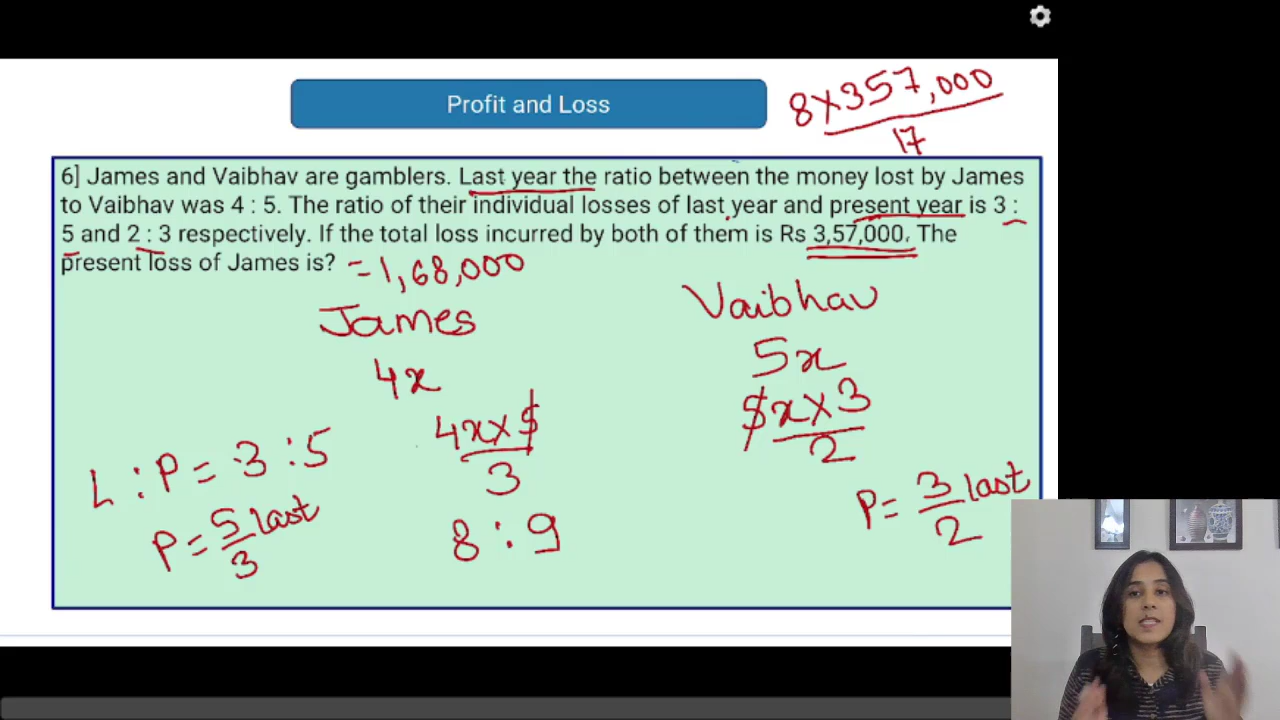 Profit and Loss
8×357,000
17
6] James and Vaibhav are gamblers. Last year the ratio between the money lost by James
to Vaibhav was 4 : 5. The ratio of their individual losses of last year and present year is 3 :
5 and 2 : 3 respectively. If the total loss incurred by both of them is Rs 3,57,000. The
present loss of James is? = 1,68,000
James
Vaibhav
4x
5x
4x×5
3
5x×3
2
L : P = 3 : 5
P = 5 last
3
8 : 9
P = 3 last
2